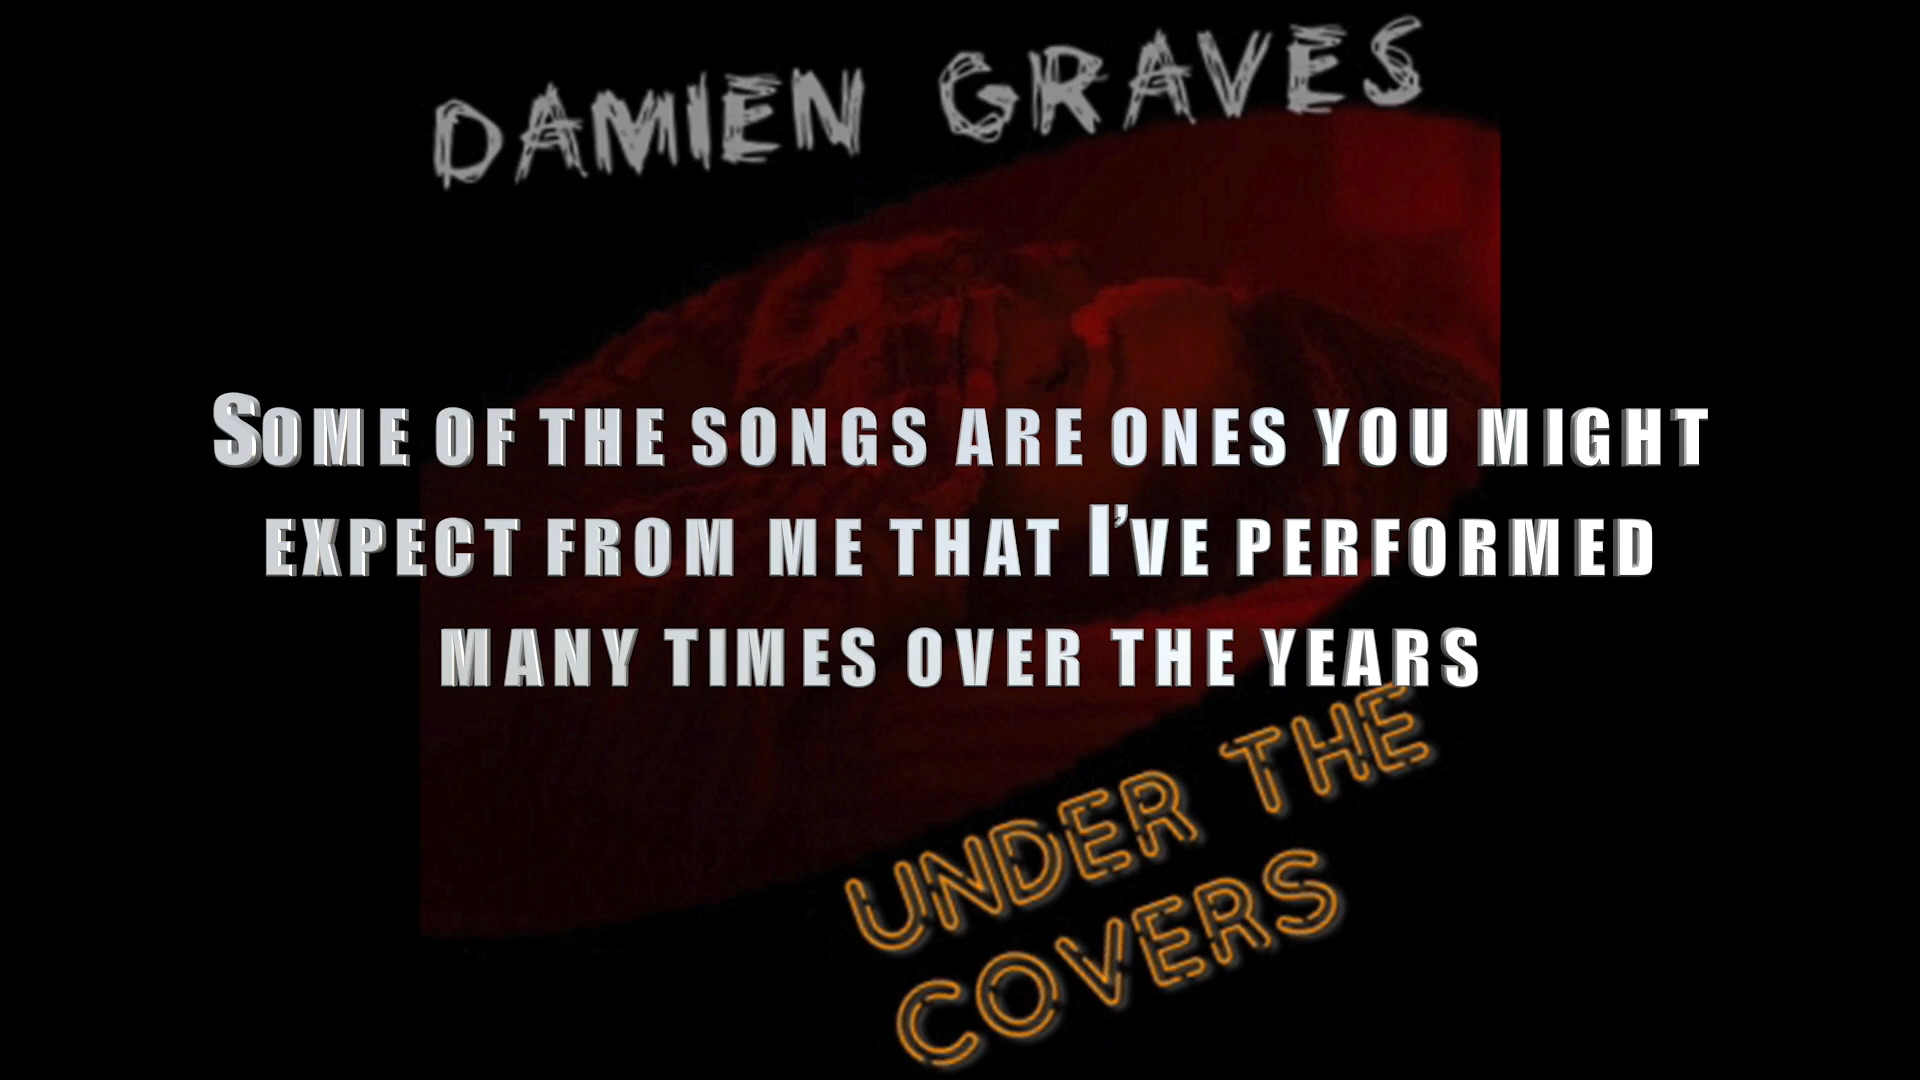 DAMIEN GRAVES
Some of the songs are ones you might
expect from me that I've performed
many times over the years
UNDER THE
COVERS